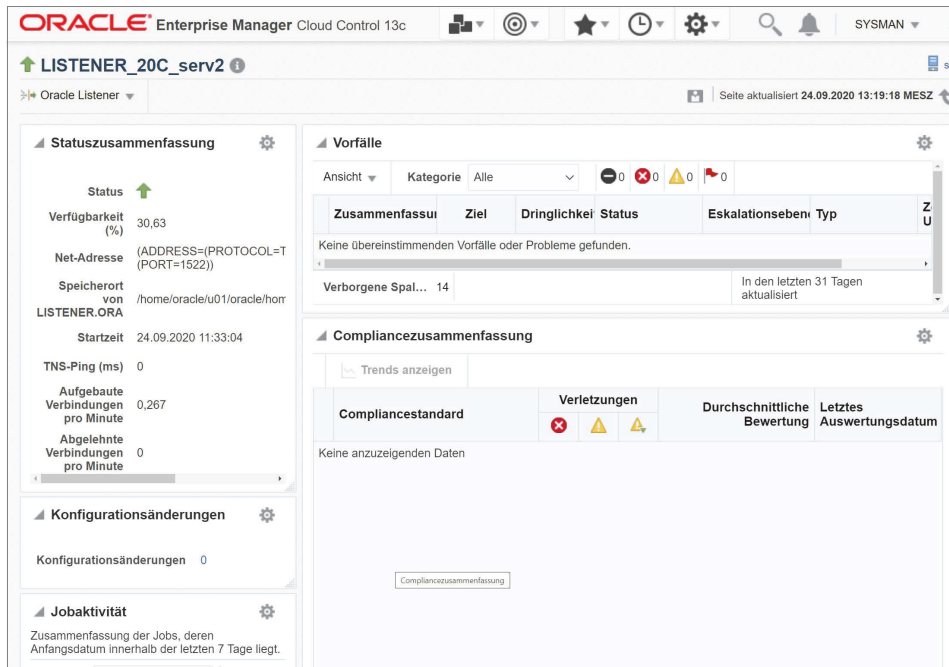 ORACLE Enterprise Manager Cloud Control 13c
SYSMAN
LISTENER_20C_serv2
Oracle Listener
Seite aktualisiert 24.09.2020 13:19:18 MESZ
Statuszusammenfassung
Status
Verfügbarkeit (%) 30,63
Net-Adresse (ADDRESS=(PROTOCOL=T
(PORT=1522))
Speicherort
von /home/oracle/u01/oracle/hom
LISTENER.ORA
Startzeit 24.09.2020 11:33:04
TNS-Ping (ms) 0
Aufgebaute
Verbindungen 0,267
pro Minute
Abgelehnte
Verbindungen 0
pro Minute
Konfigurationsänderungen
Konfigurationsänderungen 0
Jobaktivität
Zusammenfassung der Jobs, deren
Anfangsdatum innerhalb der letzten 7 Tage liegt.
Vorfälle
Ansicht Kategorie Alle 0 0 0 0
Zusammenfassu Ziel Dringlichkei Status Eskalationseben Typ
Keine übereinstimmenden Vorfälle oder Probleme gefunden.
Verborgene Spal... 14
In den letzten 31 Tagen
aktualisiert
Compliancezusammenfassung
Trends anzeigen
Compliancestandard
Verletzungen
Durchschnittliche
Bewertung
Letztes
Auswertungsdatum
Keine anzuzeigenden Daten
Compliancezusammenfassung